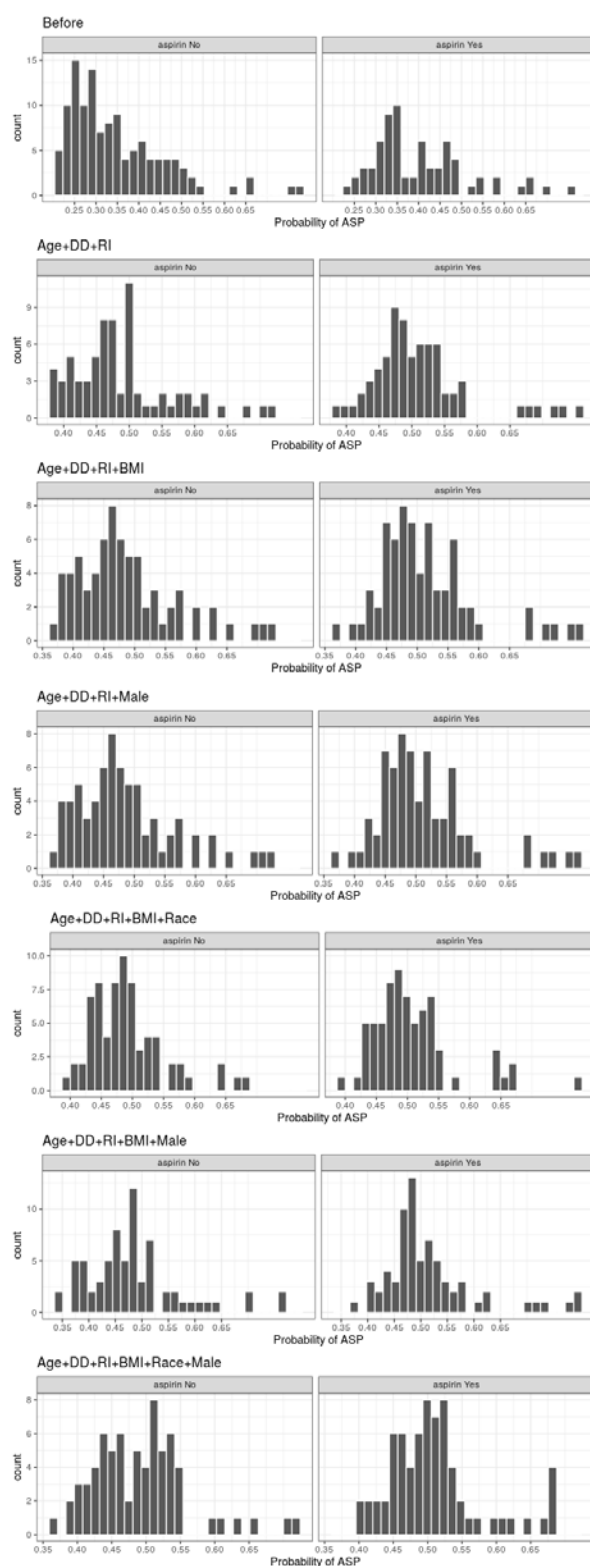 Before
aspirin No aspirin Yes
15
10
5
0
count
0.25 0.30 0.35 0.40 0.45 0.50 0.55 0.60 0.65 0.25 0.30 0.35 0.40 0.45 0.50 0.55 0.60 0.65
Probability of ASP
Age+DD+RI
aspirin No aspirin Yes
9
6
3
0
count
0.40 0.45 0.50 0.55 0.60 0.65 0.40 0.45 0.50 0.55 0.60 0.65
Probability of ASP
Age+DD+RI+BMI
aspirin No aspirin Yes
8
6
4
2
0
count
0.35 0.40 0.45 0.50 0.55 0.60 0.65 0.35 0.40 0.45 0.50 0.55 0.60 0.65
Probability of ASP
Age+DD+RI+Male
aspirin No aspirin Yes
8
6
4
2
0
count
0.35 0.40 0.45 0.50 0.55 0.60 0.65 0.35 0.40 0.45 0.50 0.55 0.60 0.65
Probability of ASP
Age+DD+RI+BMI+Race
aspirin No aspirin Yes
10.0
7.5
5.0
2.5
0.0
count
0.40 0.45 0.50 0.55 0.60 0.65 0.40 0.45 0.50 0.55 0.60 0.65
Probability of ASP
Age+DD+RI+BMI+Male
aspirin No aspirin Yes
10
5
0
count
0.35 0.40 0.45 0.50 0.55 0.60 0.65 0.35 0.40 0.45 0.50 0.55 0.60 0.65
Probability of ASP
Age+DD+RI+BMI+Race+Male
aspirin No aspirin Yes
8
6
4
2
0
count
0.35 0.40 0.45 0.50 0.55 0.60 0.65 0.35 0.40 0.45 0.50 0.55 0.60 0.65
Probability of ASP